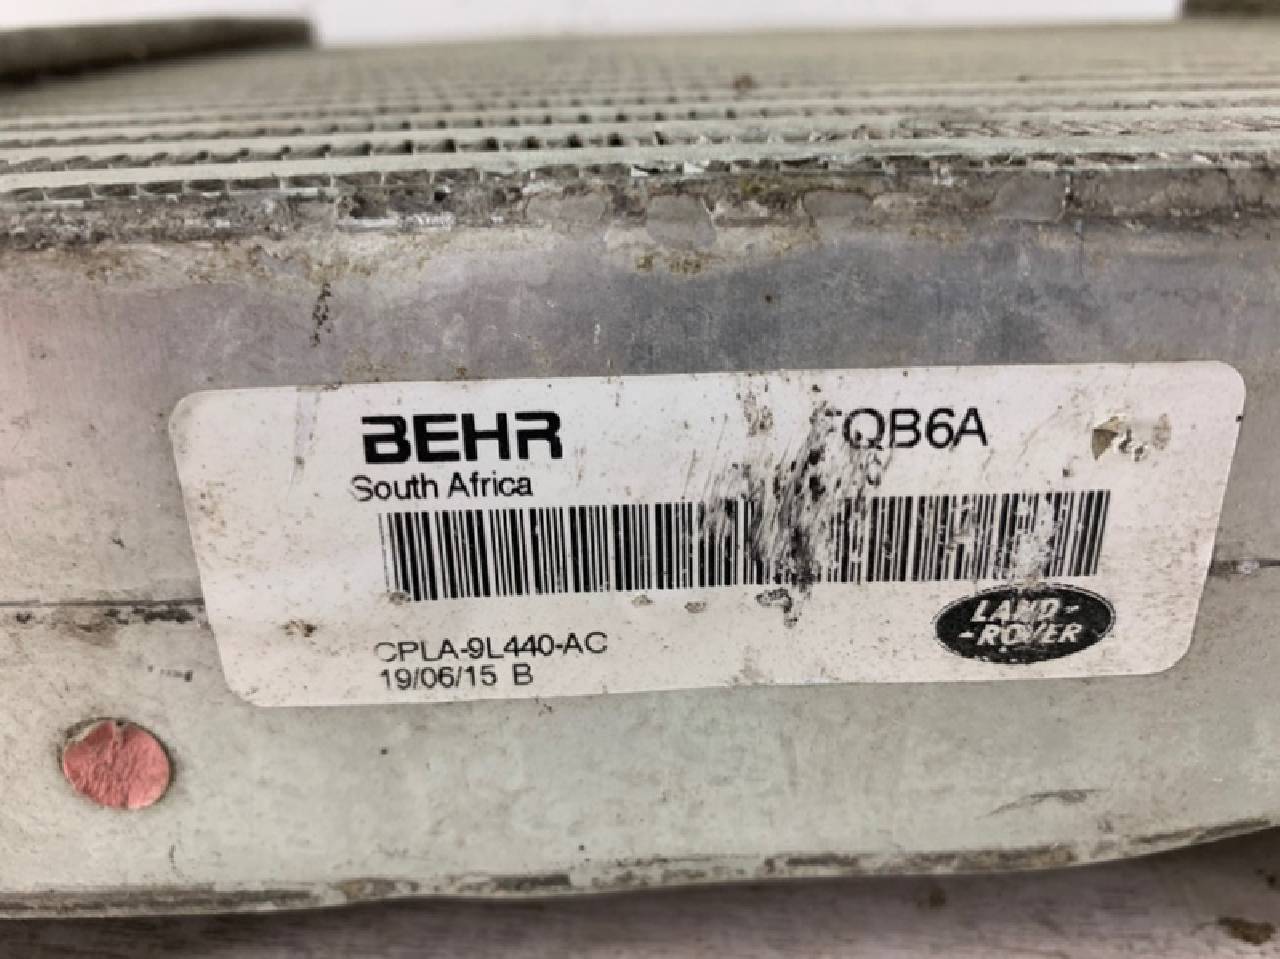 BEHR
South Africa
CPLA-9L440-AC
19/06/15 B
LAND-
-ROVER